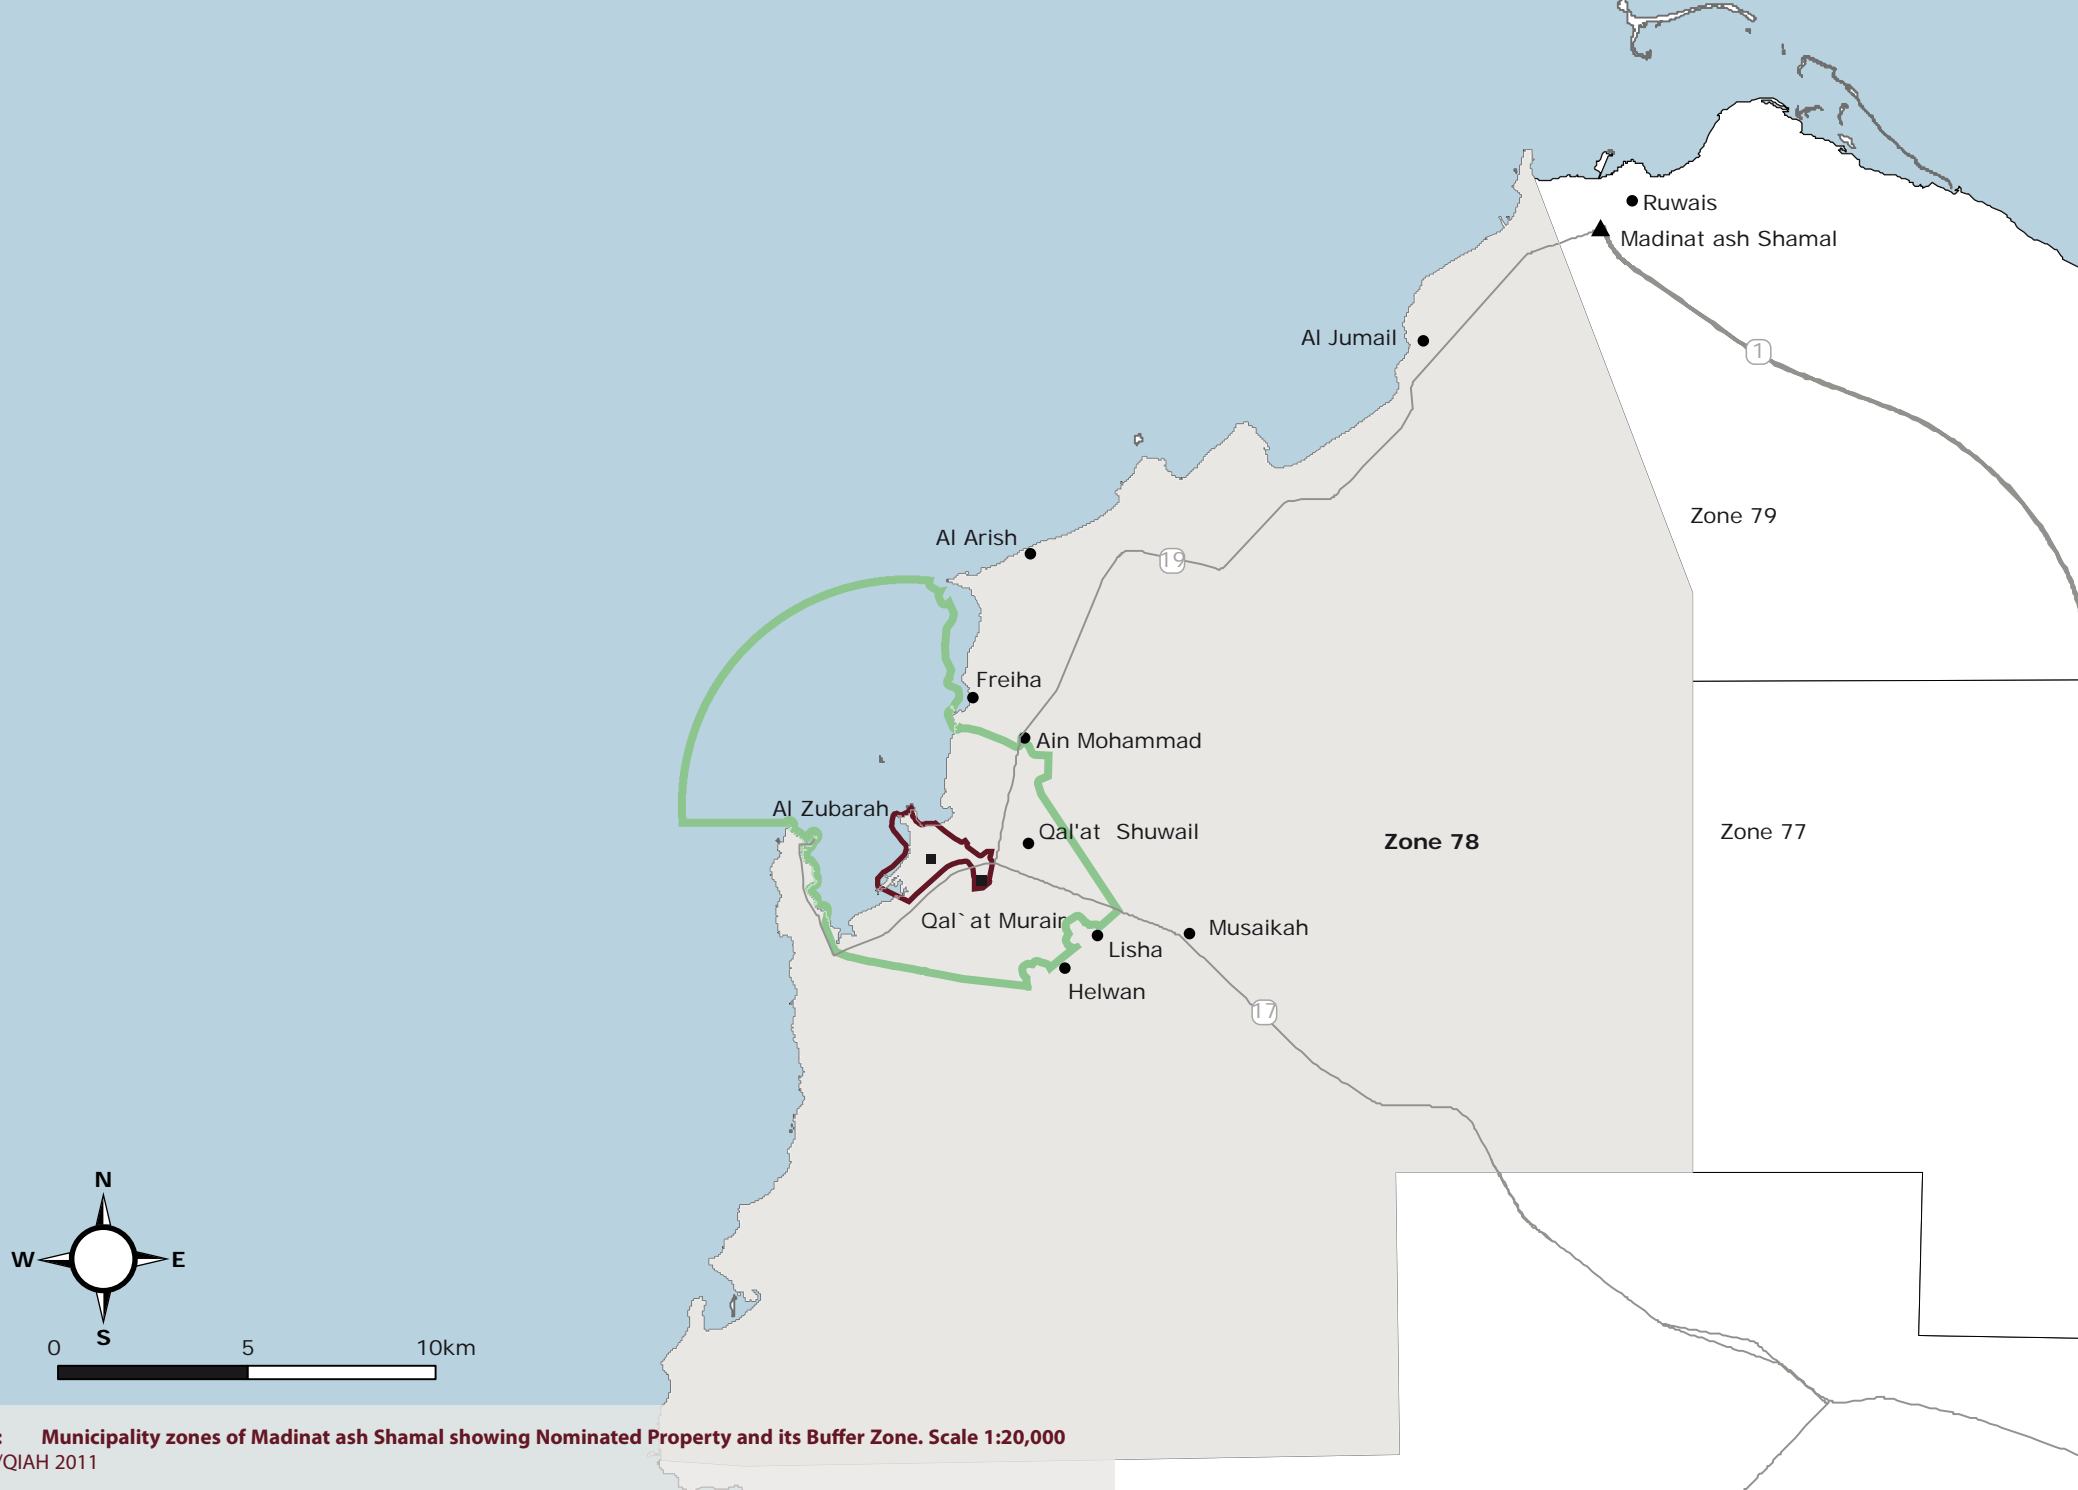 Ruwais
Madinat ash Shamal
Al Jumail
1
Zone 79
Al Arish
19
Freiha
Ain Mohammad
Al Zubarah
Qal'at Shuwail
Zone 78
Zone 77
Qal`at Murair
Musaikah
Lisha
Helwan
17
N
W E
S
0 5 10km
: Municipality zones of Madinat ash Shamal showing Nominated Property and its Buffer Zone. Scale 1:20,000
/QIAH 2011